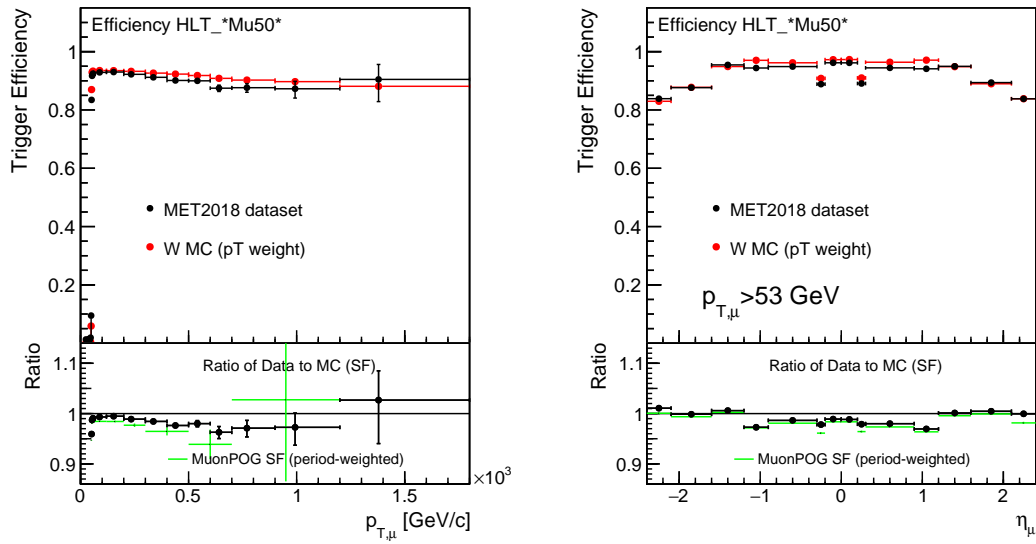 Efficiency HLT_*Mu50*
Trigger Efficiency
1
0.8
0.6
0.4
0.2
MET2018 dataset
W MC (pT weight)
Ratio
1.1
1
0.9
Ratio of Data to MC (SF)
MuonPOG SF (period-weighted)
0 0.5 1 1.5
×10³
p_T,μ [GeV/c]
Efficiency HLT_*Mu50*
Trigger Efficiency
1
0.8
0.6
0.4
0.2
MET2018 dataset
W MC (pT weight)
p_T,μ>53 GeV
Ratio
1.1
1
0.9
Ratio of Data to MC (SF)
MuonPOG SF (period-weighted)
−2 −1 0 1 2
η_μ